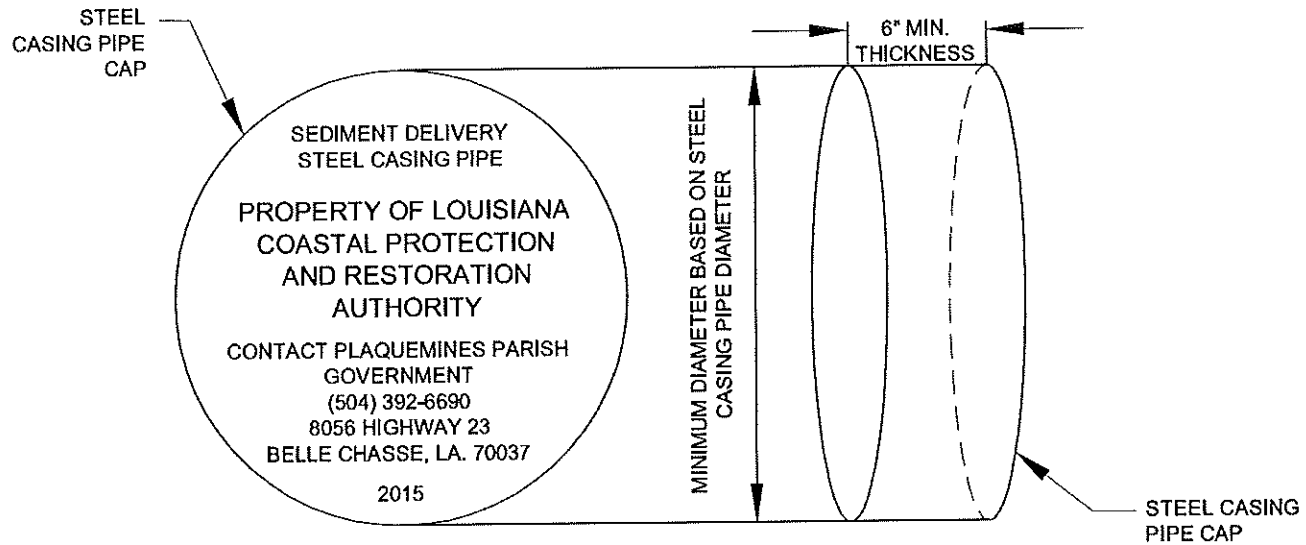 STEEL
CASING PIPE
CAP
SEDIMENT DELIVERY
STEEL CASING PIPE
PROPERTY OF LOUISIANA
COASTAL PROTECTION
AND RESTORATION
AUTHORITY
CONTACT PLAQUEMINES PARISH
GOVERNMENT
(504) 392-6690
8056 HIGHWAY 23
BELLE CHASSE, LA. 70037
2015
MINIMUM DIAMETER BASED ON STEEL
CASING PIPE DIAMETER
6" MIN.
THICKNESS
STEEL CASING
PIPE CAP